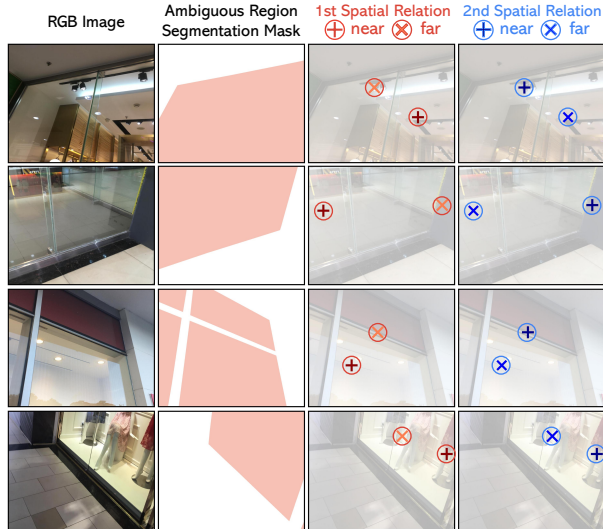 RGB Image
Ambiguous Region
Segmentation Mask
1st Spatial Relation
near far
2nd Spatial Relation
near far